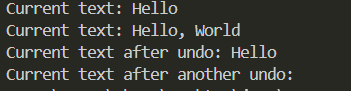 Current text: Hello
Current text: Hello, World
Current text after undo: Hello
Current text after another undo: